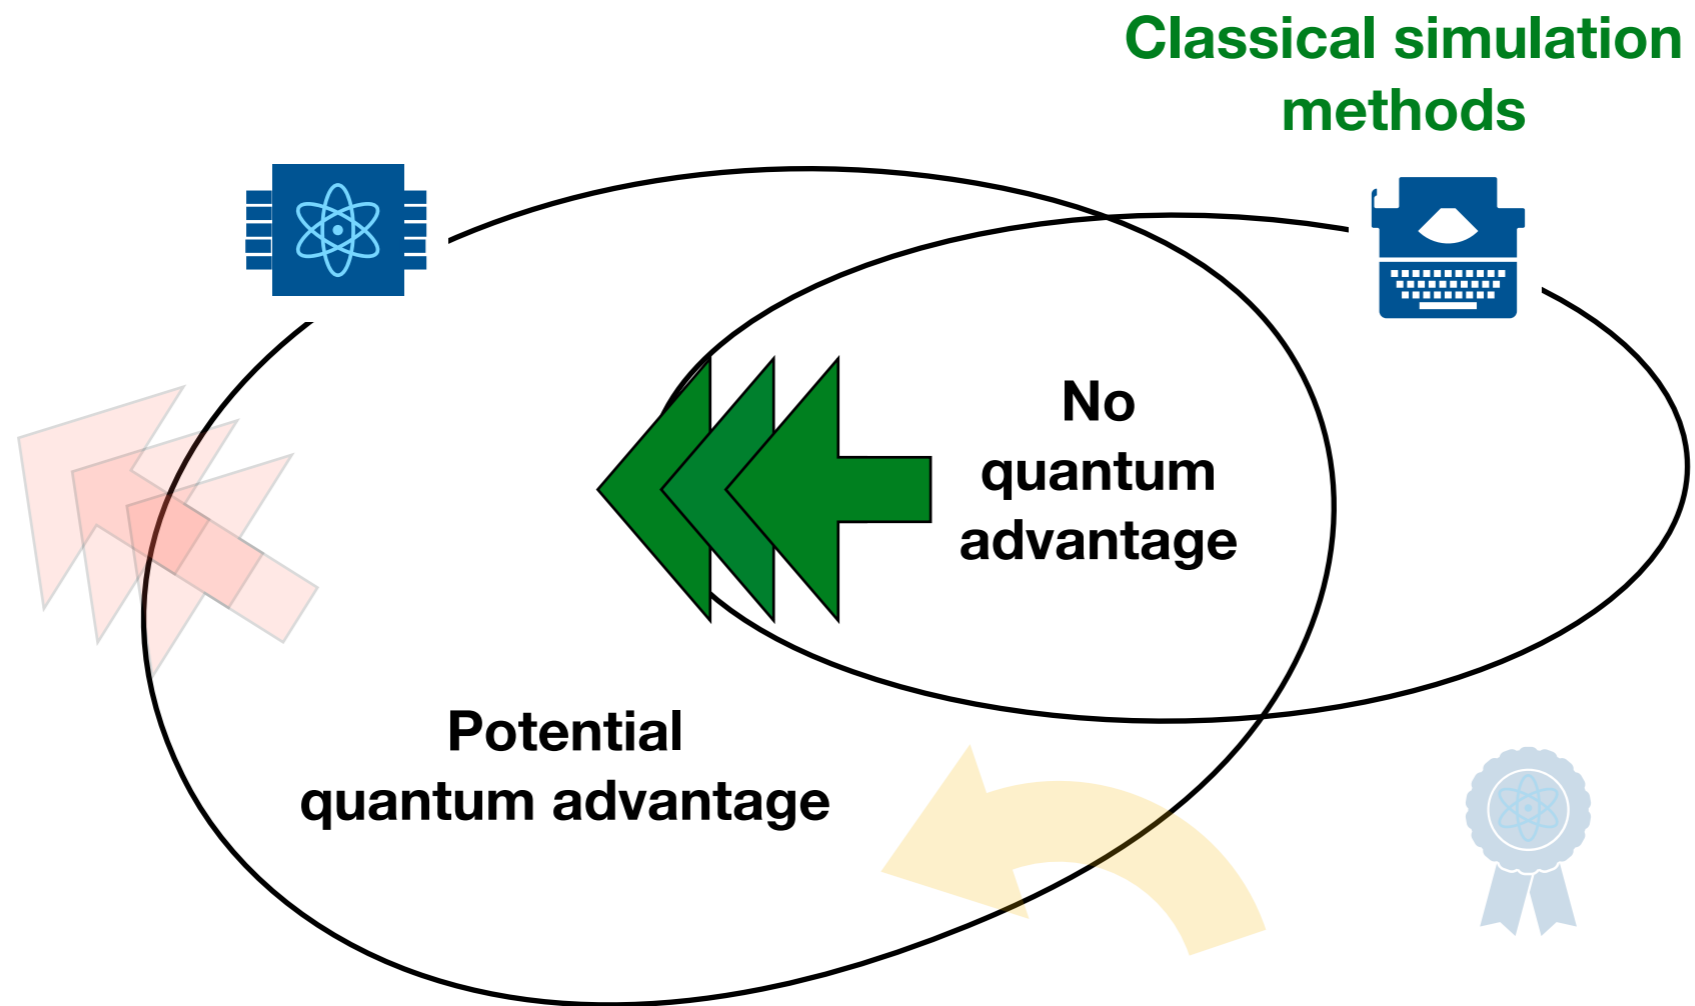 Classical simulation
methods
No
quantum
advantage
Potential
quantum advantage